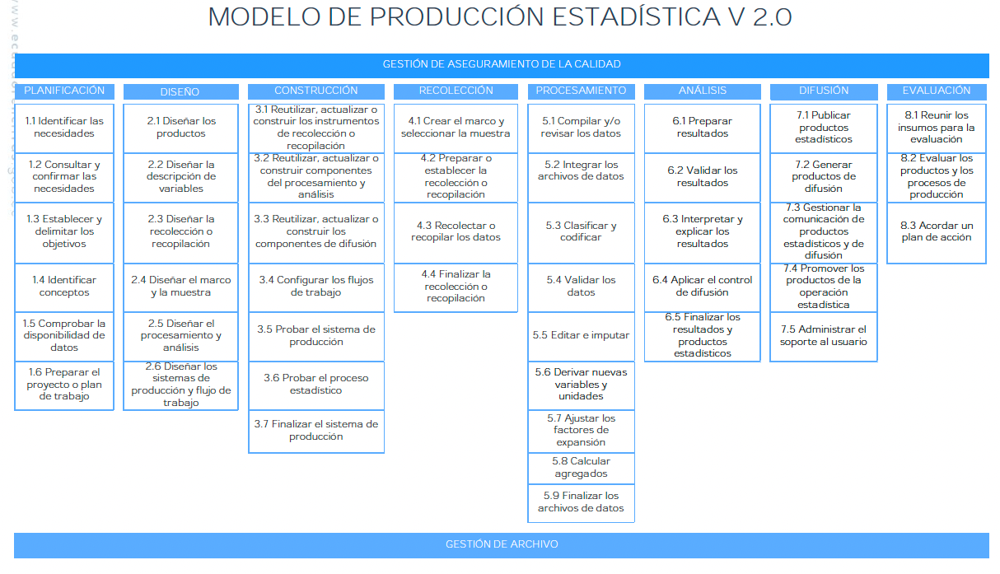 MODELO DE PRODUCCIÓN ESTADÍSTICA V 2.0
GESTIÓN DE ASEGURAMIENTO DE LA CALIDAD
PLANIFICACIÓN
1.1 Identificar las
necesidades
1.2 Consultar y
confirmar las
necesidades
1.3 Establecer y
delimitar los
objetivos
1.4 Identificar
conceptos
1.5 Comprobar la
disponibilidad de
datos
1.6 Preparar el
proyecto o plan
de trabajo
DISEÑO
2.1 Diseñar los
productos
2.2 Diseñar la
descripción de
variables
2.3 Diseñar la
recolección o
recopilación
2.4 Diseñar el marco
y la muestra
2.5 Diseñar el
procesamiento y
análisis
2.6 Diseñar los
sistemas de
producción y flujo de
trabajo
CONSTRUCCIÓN
3.1 Reutilizar, actualizar o
construir los instrumentos
de recolección o
recopilación
3.2 Reutilizar, actualizar o
construir componentes
del procesamiento y
análisis
3.3 Reutilizar, actualizar o
construir los
componentes de difusión
3.4 Configurar los flujos
de trabajo
3.5 Probar el sistema de
producción
3.6 Probar el proceso
estadístico
3.7 Finalizar el sistema de
producción
RECOLECCIÓN
4.1 Crear el marco y
seleccionar la muestra
4.2 Preparar o
establecer la
recolección o
recopilación
4.3 Recolectar o
recopilar los datos
4.4 Finalizar la
recolección o
recopilación
PROCESAMIENTO
5.1 Compilar y/o
revisar los datos
5.2 Integrar los
archivos de datos
5.3 Clasificar y
codificar
5.4 Validar los
datos
5.5 Editar e imputar
5.6 Derivar nuevas
variables y
unidades
5.7 Ajustar los
factores de
expansión
5.8 Calcular
agregados
5.9 Finalizar los
archivos de datos
ANÁLISIS
6.1 Preparar
resultados
6.2 Validar los
resultados
6.3 Interpretar y
explicar los
resultados
6.4 Aplicar el control
de difusión
6.5 Finalizar los
resultados y
productos
estadísticos
DIFUSIÓN
7.1 Publicar
productos
estadísticos
7.2 Generar
productos de
difusión
7.3 Gestionar la
comunicación de
productos
estadísticos y de
difusión
7.4 Promover los
productos de la
operación
estadística
7.5 Administrar el
soporte al usuario
EVALUACIÓN
8.1 Reunir los
insumos para la
evaluación
8.2 Evaluar los
productos y los
procesos de
producción
8.3 Acordar un
plan de acción
GESTIÓN DE ARCHIVO